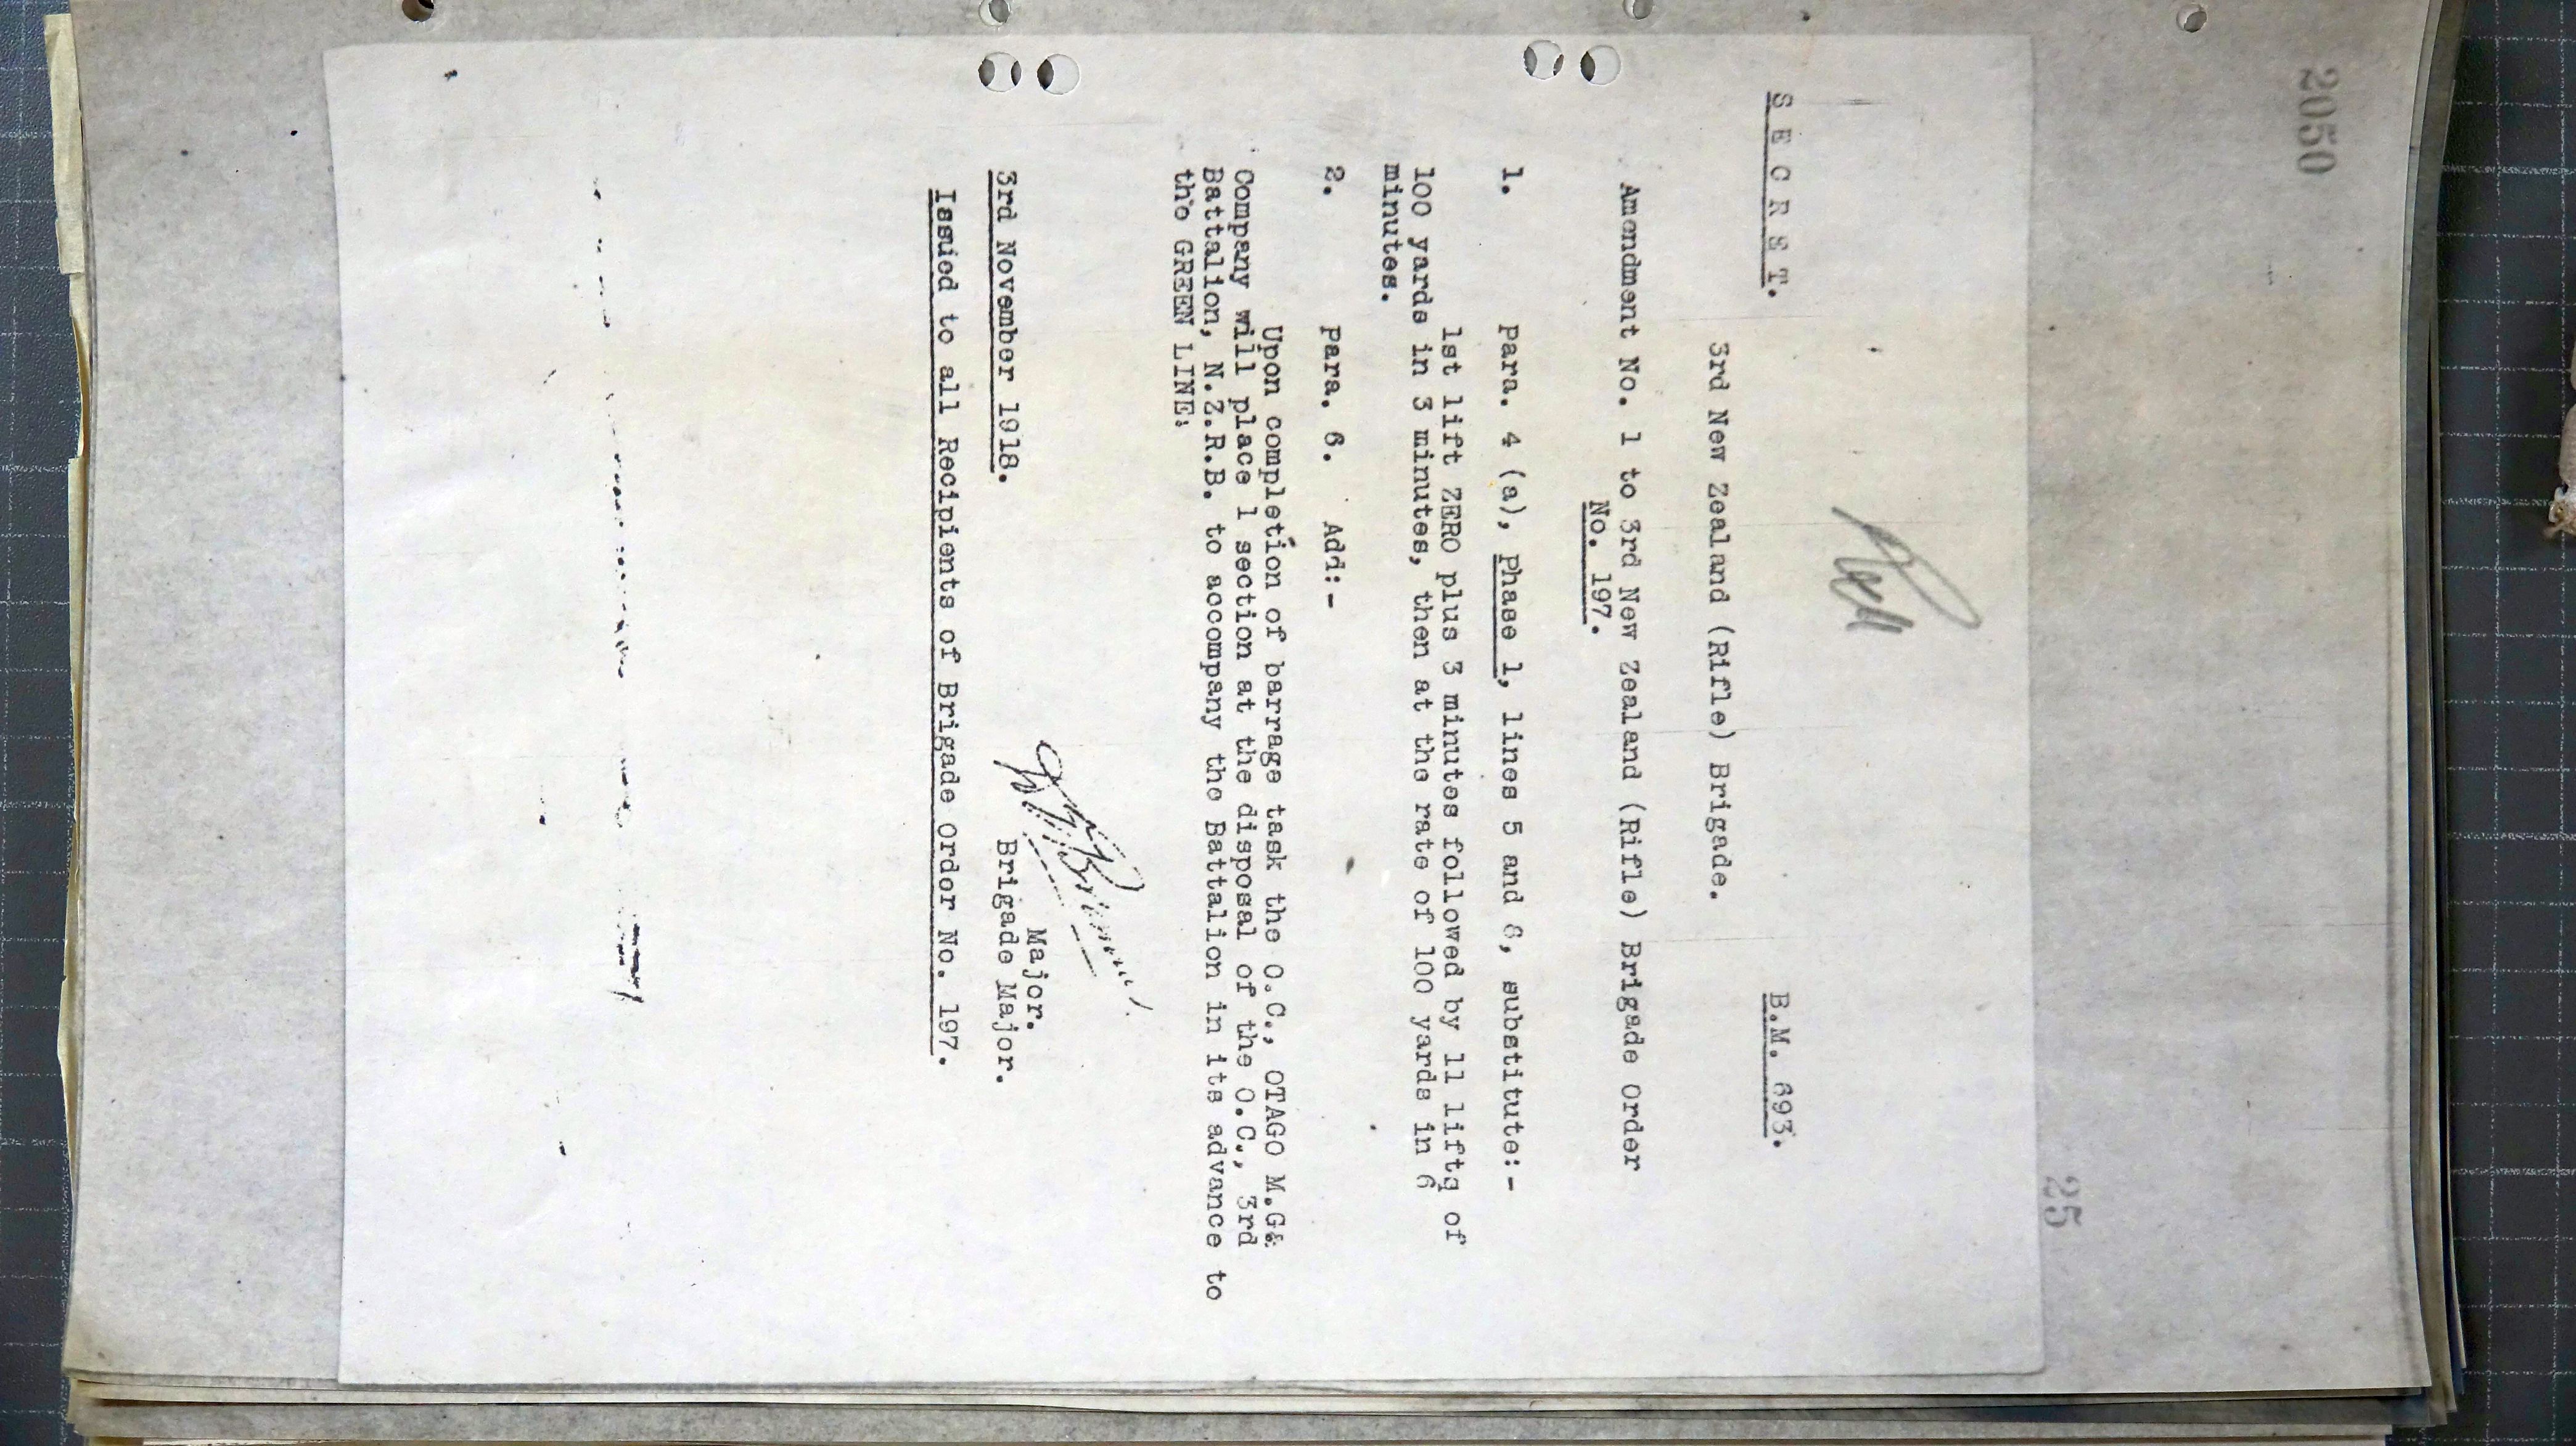 2050
25
S E C R S T.
B.M. 693.
3rd New Zealand (Rifle) Brigade.
Amendment No. 1 to 3rd New Zealand (Rifle) Brigade Order
No. 197.
1. Para. 4 (a), Phase 1, lines 5 and 6, substitute:-
1st lift ZERO plus 3 minutes followed by 11 lifts of
100 yards in 3 minutes, then at the rate of 100 yards in 6
minutes.
2. Para. 6. Add:-
Upon completion of barrage task the O.C., OTAGO M.G&
Company will place 1 section at the disposal of the O.C., 3rd
Battalion, N.Z.R.B. to accompany the Battalion in its advance to
the GREEN LINE:
Major.
3rd November 1918. Brigade Major.
Issued to all Recipients of Brigade Order No. 197.